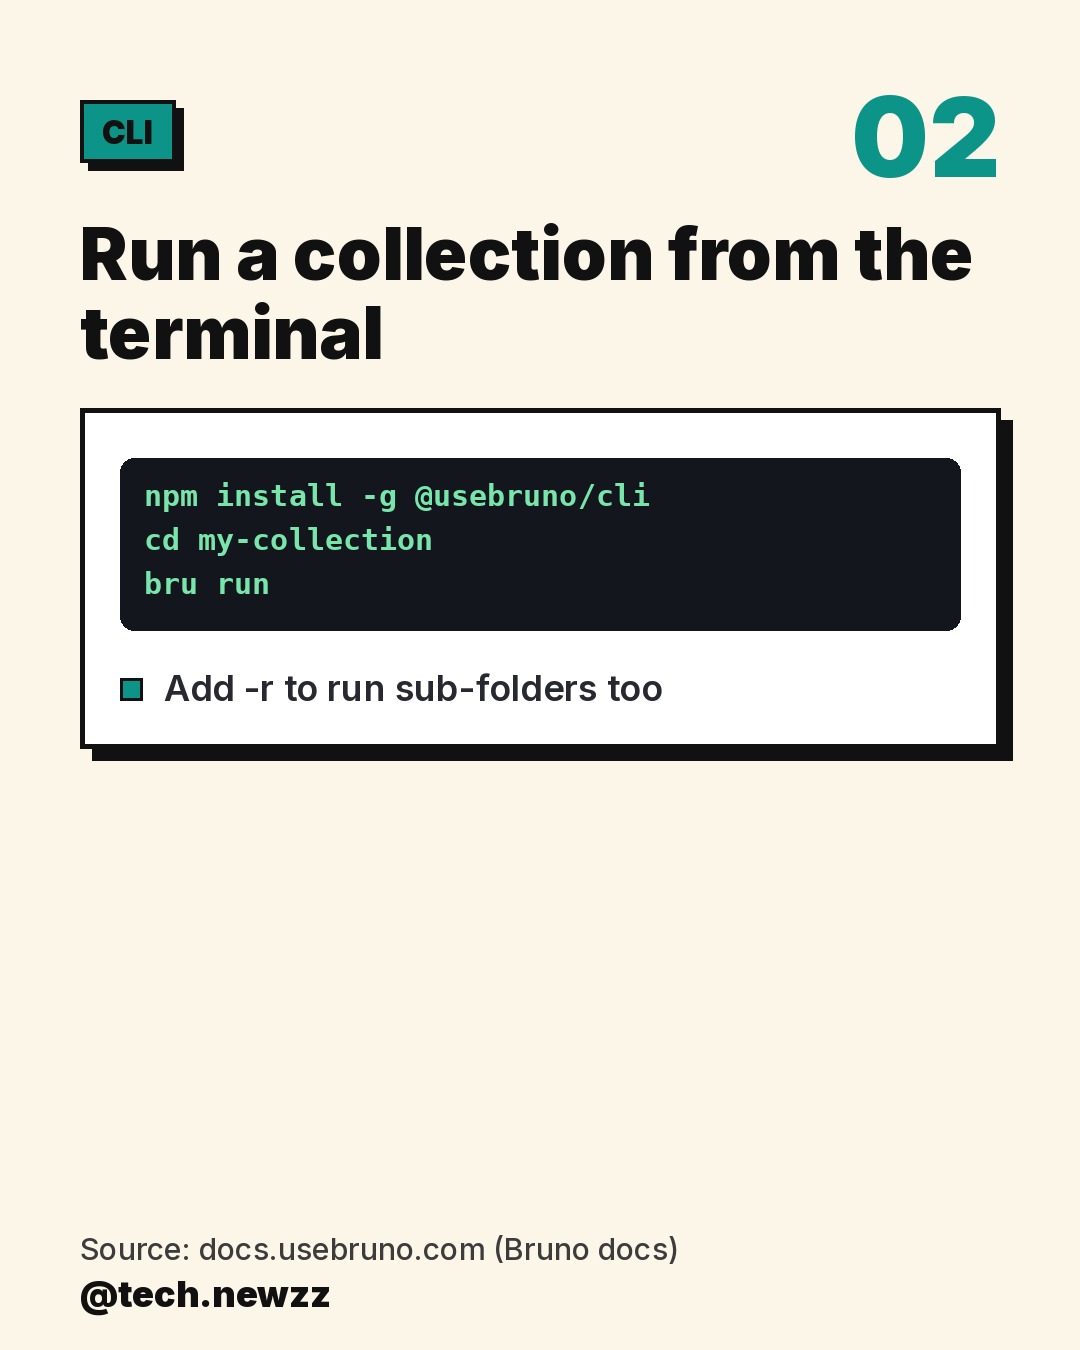 CLI
02
Run a collection from the
terminal
npm install -g @usebruno/cli
cd my-collection
bru run
Add -r to run sub-folders too
Source: docs.usebruno.com (Bruno docs)
@tech.newzz